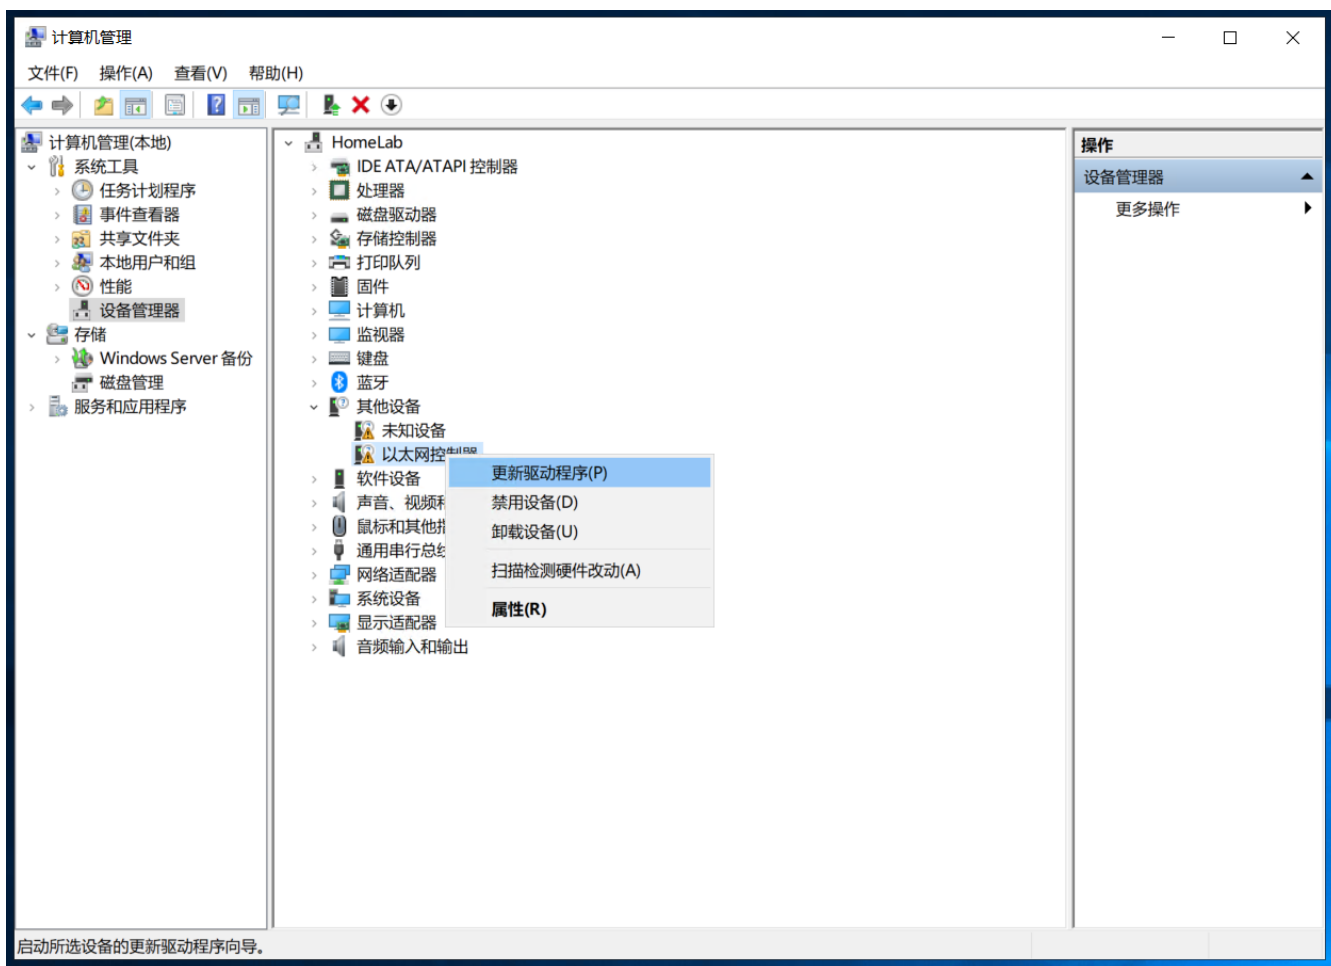 计算机管理
文件(F) 操作(A) 查看(V) 帮助(H)
计算机管理(本地)
系统工具
任务计划程序
事件查看器
共享文件夹
本地用户和组
性能
设备管理器
存储
Windows Server 备份
磁盘管理
服务和应用程序
HomeLab
IDE ATA/ATAPI 控制器
处理器
磁盘驱动器
存储控制器
打印队列
固件
计算机
监视器
键盘
蓝牙
其他设备
未知设备
以太网控制器
软件设备
声音、视频和
鼠标和其他指
通用串行总线
网络适配器
系统设备
显示适配器
音频输入和输出
更新驱动程序(P)
禁用设备(D)
卸载设备(U)
扫描检测硬件改动(A)
属性(R)
操作
设备管理器
更多操作
启动所选设备的更新驱动程序向导。